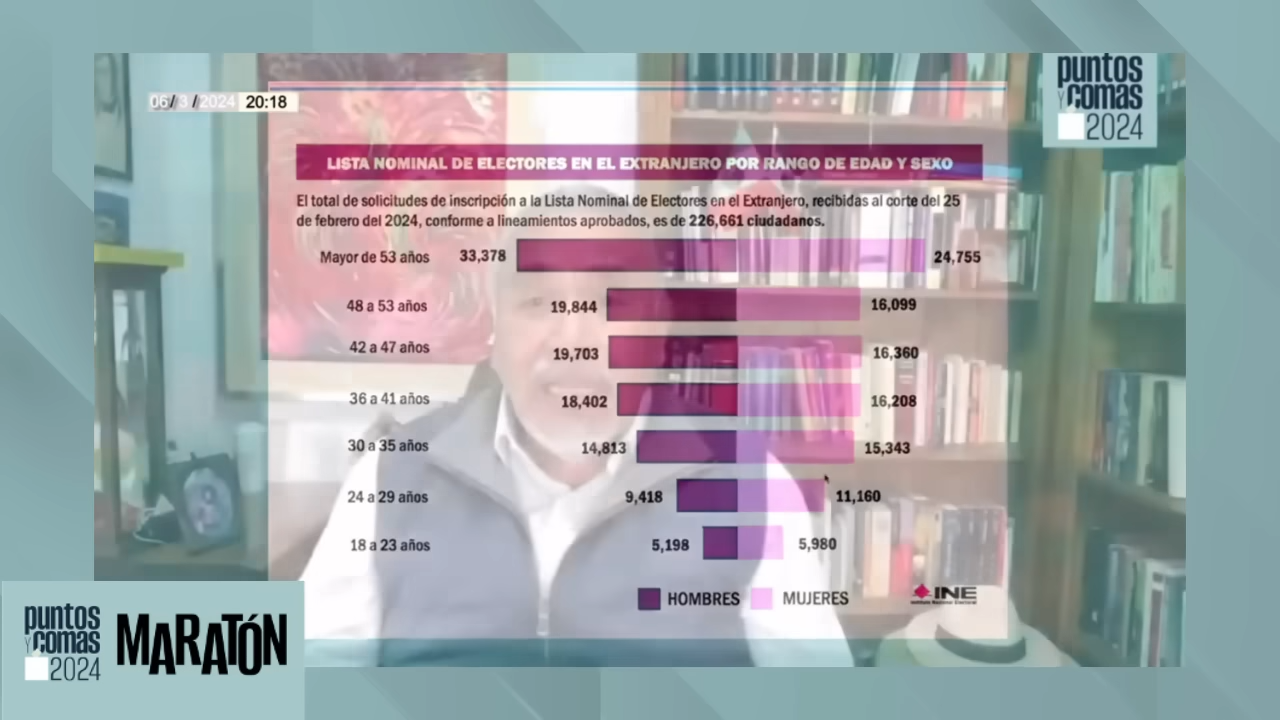 06/ 3 /2024 20:18
puntos
Y comas
2024
LISTA NOMINAL DE ELECTORES EN EL EXTRANJERO POR RANGO DE EDAD Y SEXO
El total de solicitudes de inscripción a la Lista Nominal de Electores en el Extranjero, recibidas al corte del 25
de febrero del 2024, conforme a lineamientos aprobados, es de 226,661 ciudadanos.
Mayor de 53 años 33,378 24,755
48 a 53 años 19,844 16,099
42 a 47 años 19,703 16,360
36 a 41 años 18,402 16,208
30 a 35 años 14,813 15,343
24 a 29 años 9,418 11,160
18 a 23 años 5,198 5,980
HOMBRES MUJERES
INE
Instituto Nacional Electoral
puntos
Y comas
2024
MARATÓN